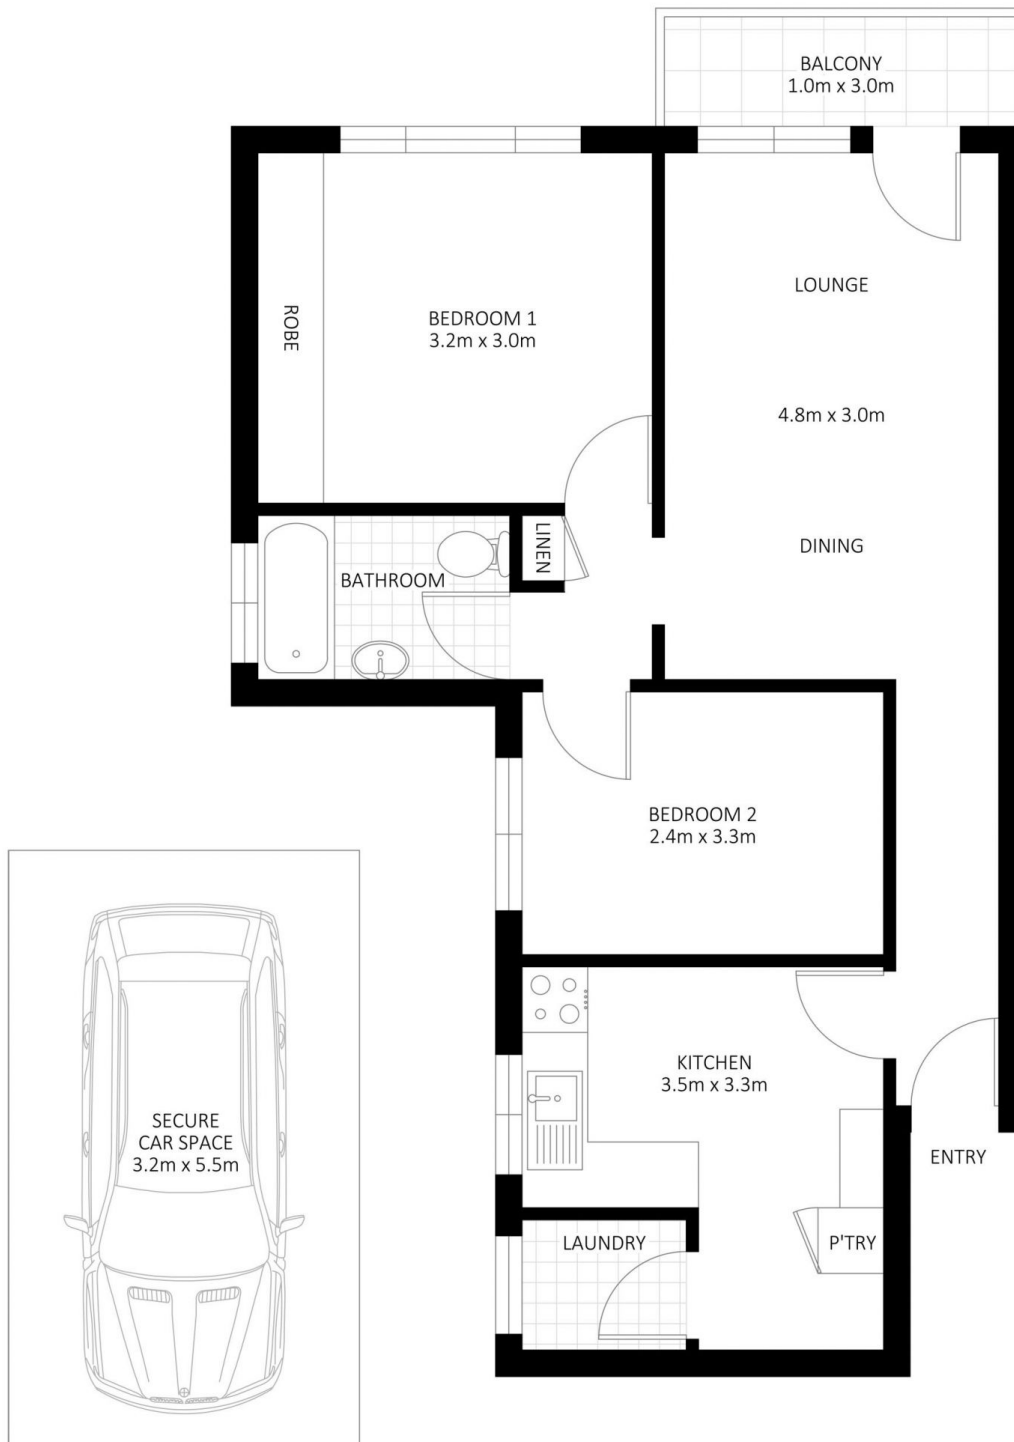 BALCONY
1.0m x 3.0m
LOUNGE
ROBE
BEDROOM 1
3.2m x 3.0m
4.8m x 3.0m
LINEN
DINING
BATHROOM
BEDROOM 2
2.4m x 3.3m
KITCHEN
3.5m x 3.3m
SECURE
CAR SPACE
3.2m x 5.5m
ENTRY
LAUNDRY
P'TRY